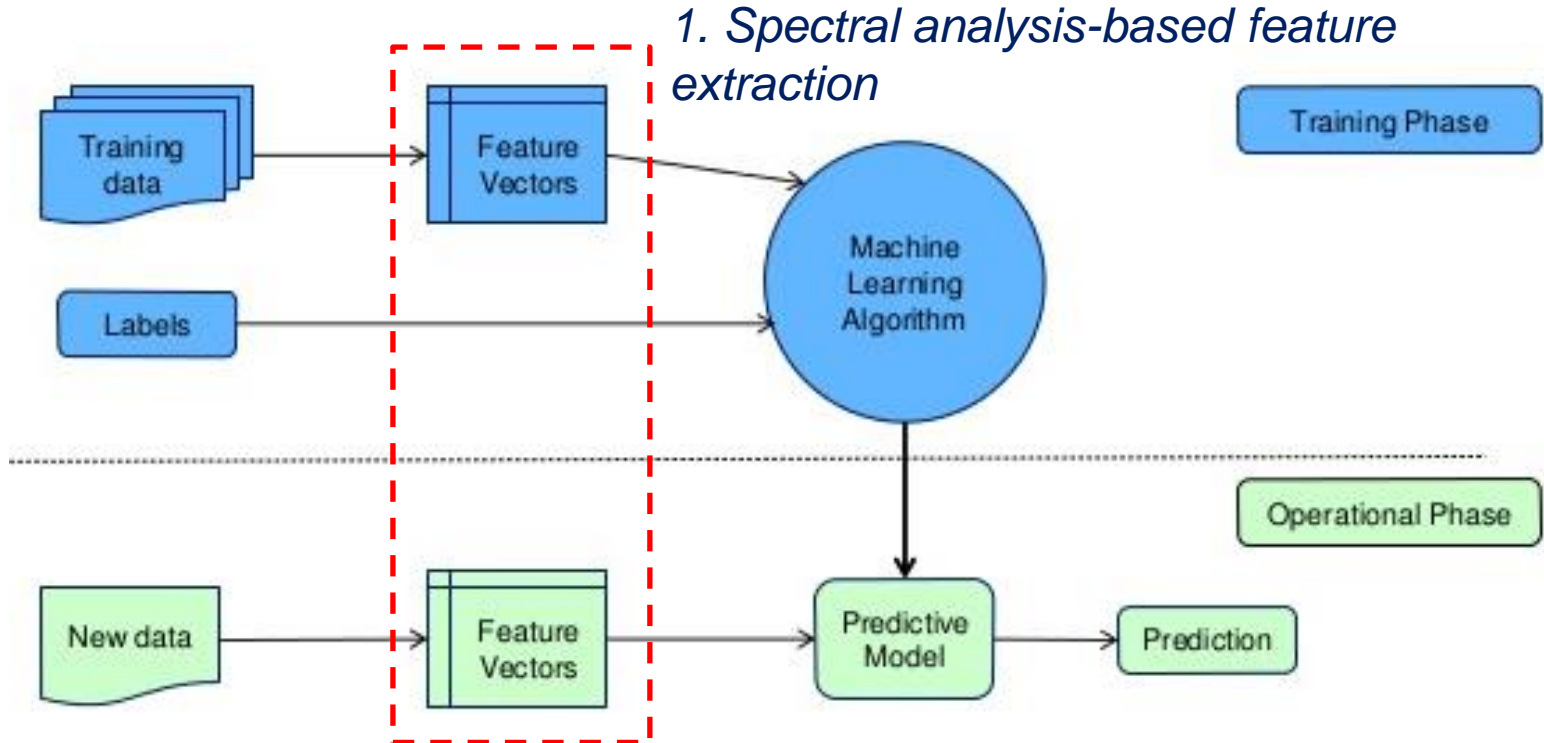 1. Spectral analysis-based feature
extraction
Training
data
Feature
Vectors
Training Phase
Machine
Learning
Algorithm
Labels
Operational Phase
New data
Feature
Vectors
Predictive
Model
Prediction